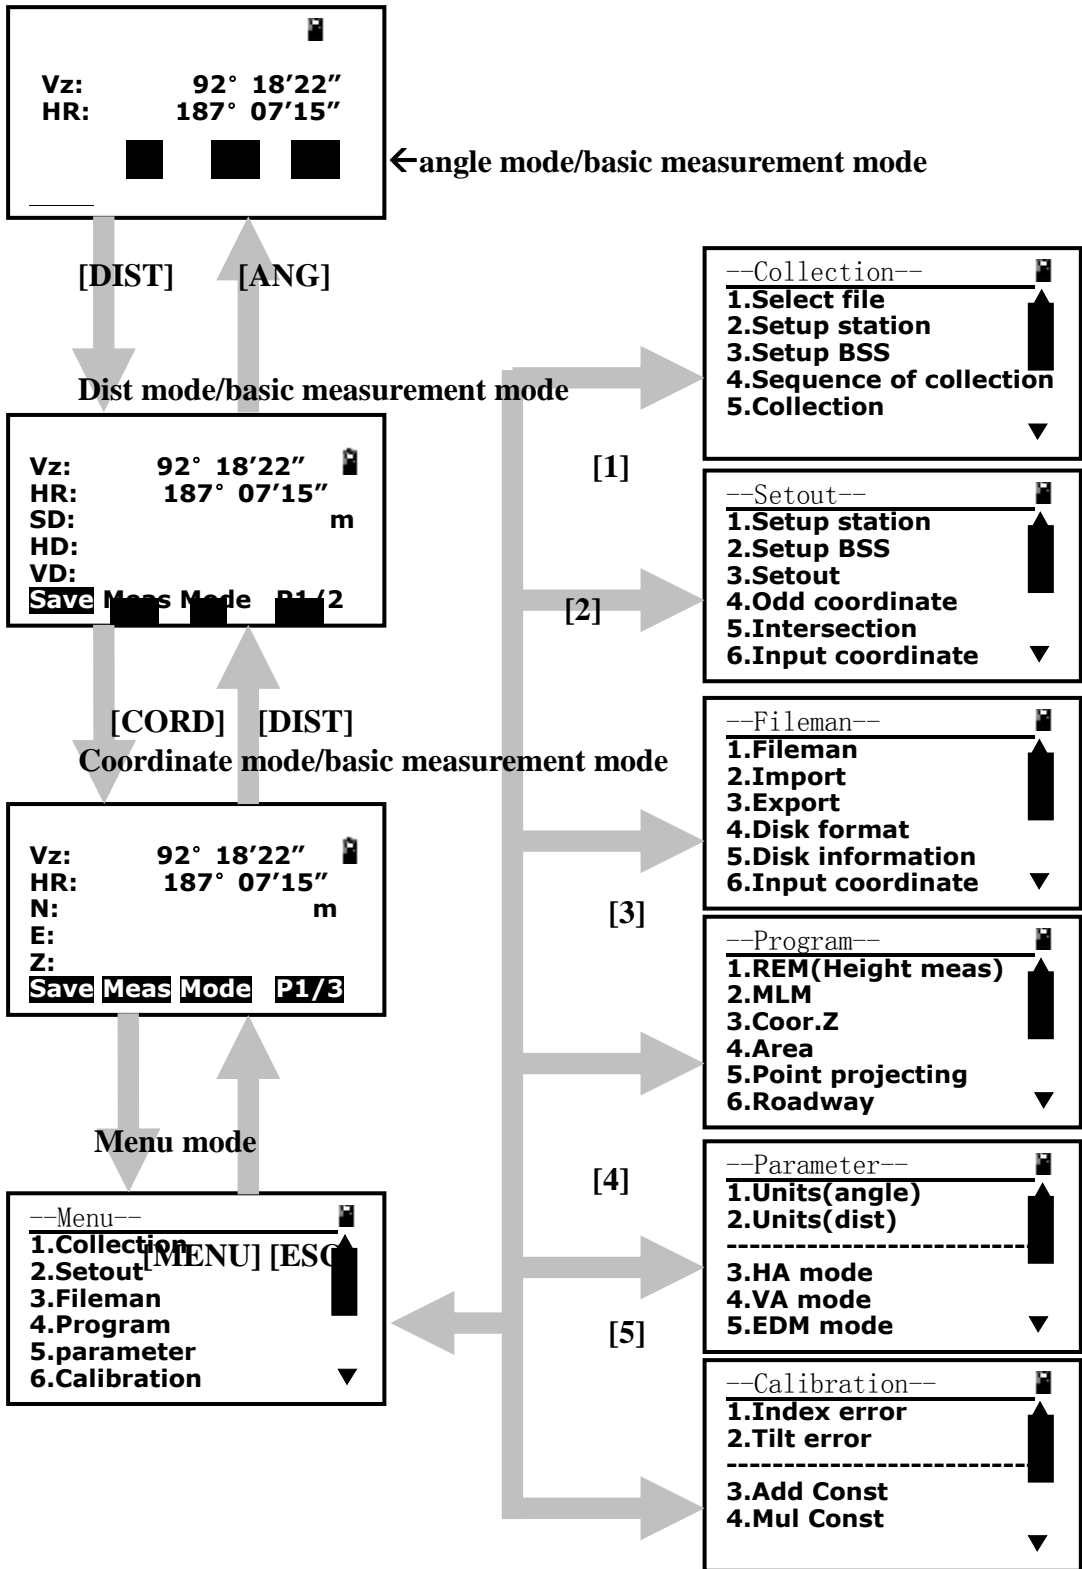 Vz: 92° 18′22″
HR: 187° 07′15″
←angle mode/basic measurement mode
[DIST] [ANG]
Dist mode/basic measurement mode
Vz: 92° 18′22″
HR: 187° 07′15″
SD: m
HD:
VD:
Save Meas Mode P1/2
[CORD] [DIST]
Coordinate mode/basic measurement mode
Vz: 92° 18′22″
HR: 187° 07′15″
N: m
E:
Z:
Save Meas Mode P1/3
Menu mode
--Menu--
1.Collection
[MENU] [ESC
2.Setout
3.Fileman
4.Program
5.parameter
6.Calibration
--Collection--
1.Select file
2.Setup station
3.Setup BSS
4.Sequence of collection
5.Collection
[1]
--Setout--
1.Setup station
2.Setup BSS
3.Setout
4.Odd coordinate
5.Intersection
6.Input coordinate
[2]
--Fileman--
1.Fileman
2.Import
3.Export
4.Disk format
5.Disk information
6.Input coordinate
[3]
--Program--
1.REM(Height meas)
2.MLM
3.Coor.Z
4.Area
5.Point projecting
6.Roadway
[4]
--Parameter--
1.Units(angle)
2.Units(dist)
---------------------------
3.HA mode
4.VA mode
5.EDM mode
[5]
--Calibration--
1.Index error
2.Tilt error
---------------------------
3.Add Const
4.Mul Const